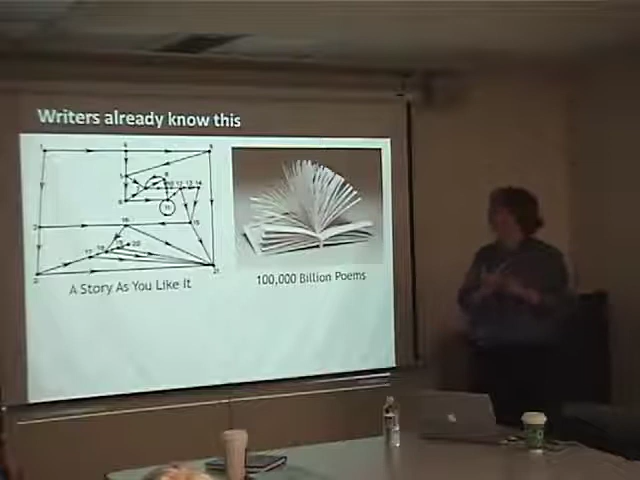 Writers already know this
A Story As You Like It
100,000 Billion Poems